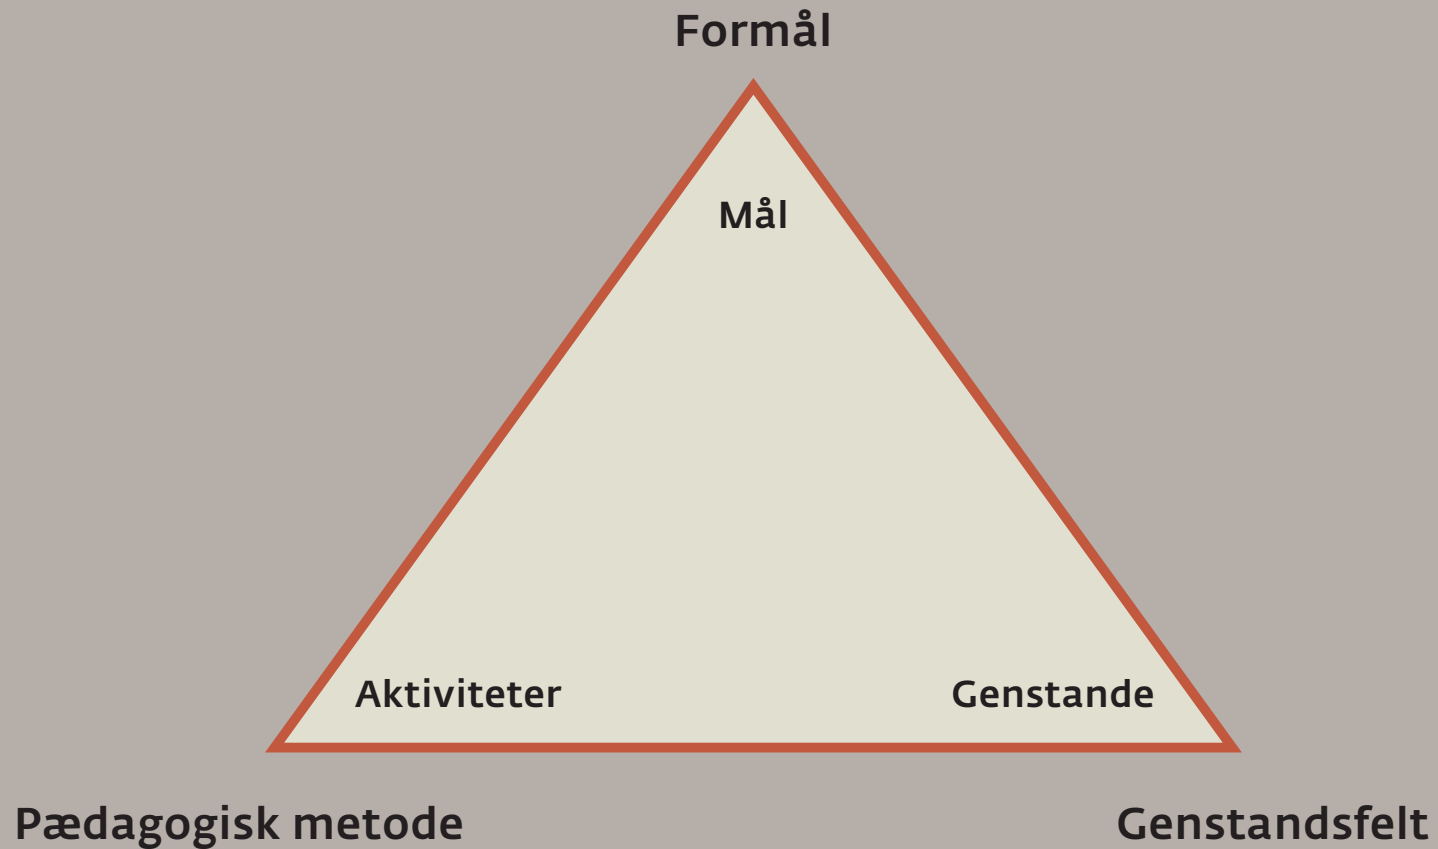 Formål
Mål
Aktiviteter
Genstande
Pædagogisk metode
Genstandsfelt